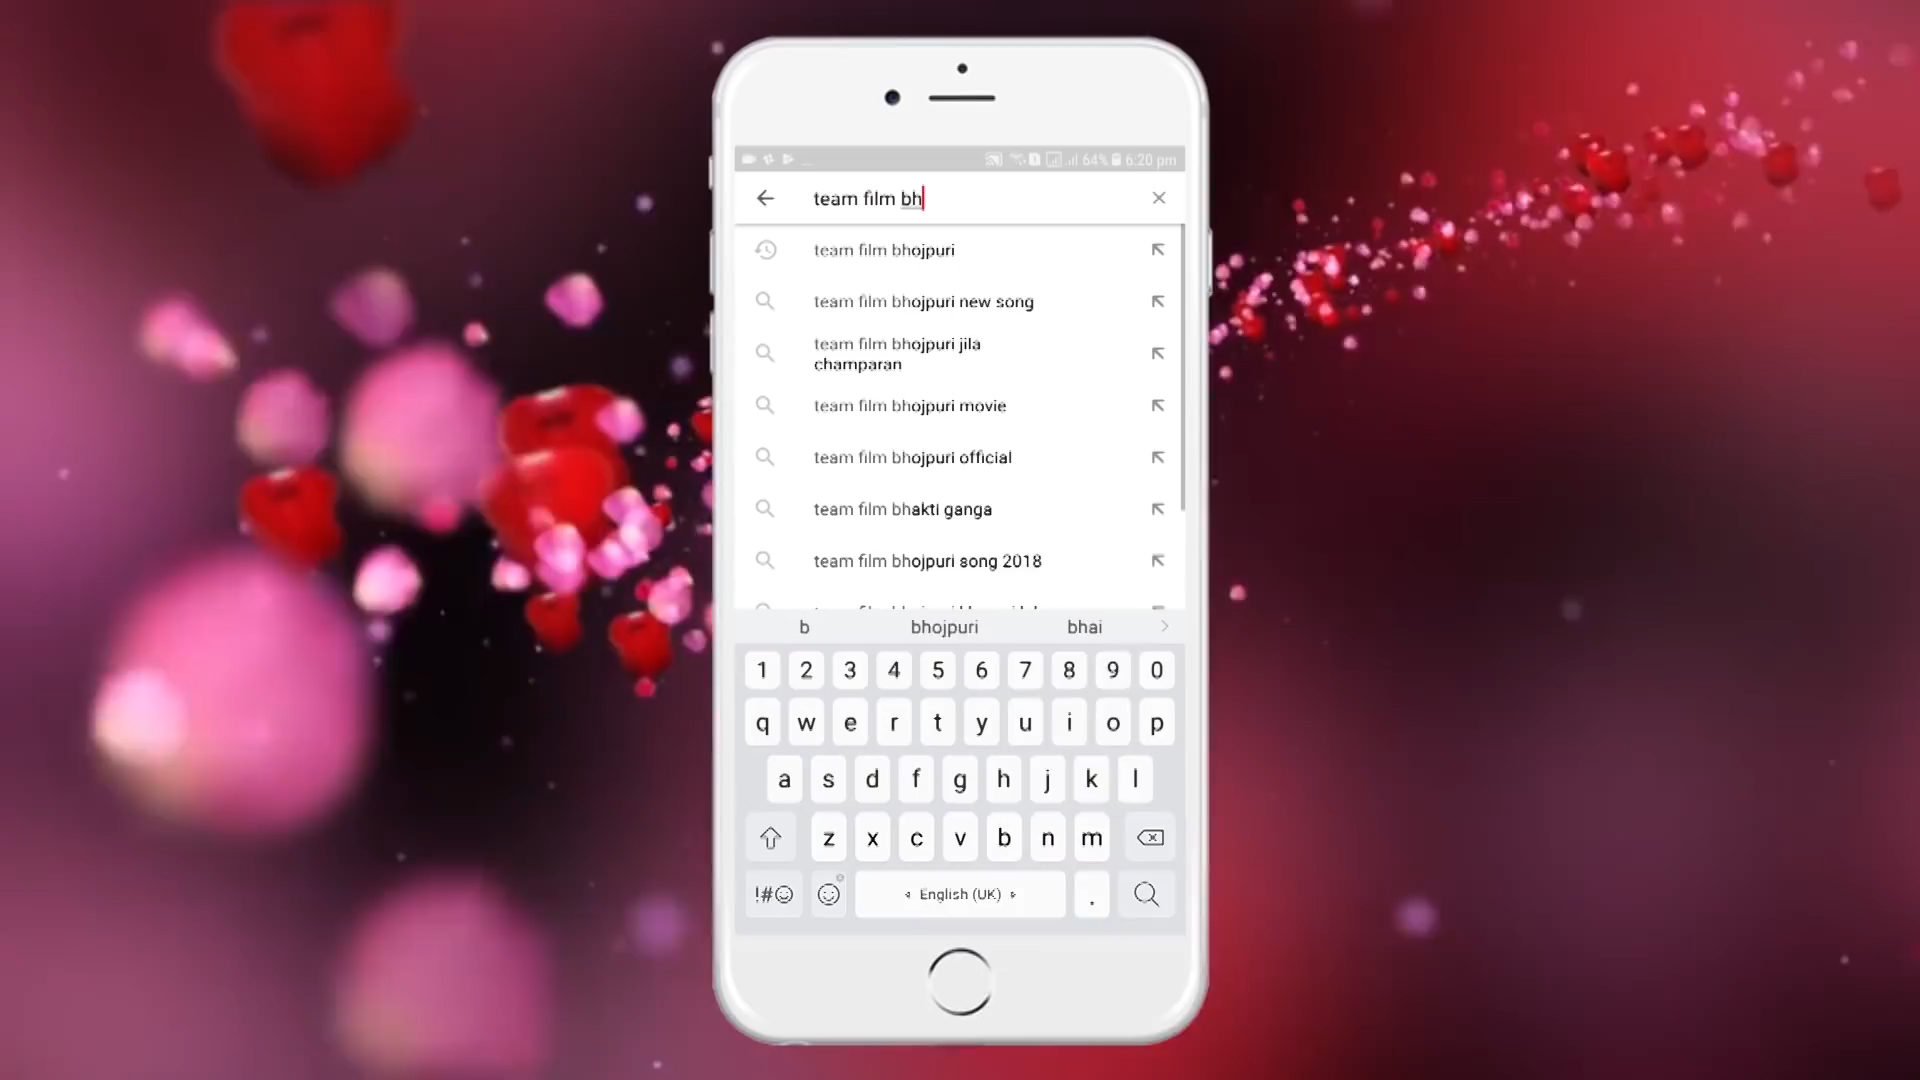 64% 6:20 pm
team film bh
team film bhojpuri
team film bhojpuri new song
team film bhojpuri jila
champaran
team film bhojpuri movie
team film bhojpuri official
team film bhakti ganga
team film bhojpuri song 2018
b bhojpuri bhai
1 2 3 4 5 6 7 8 9 0
q w e r t y u i o p
a s d f g h j k l
z x c v b n m
!#☺ English (UK) .